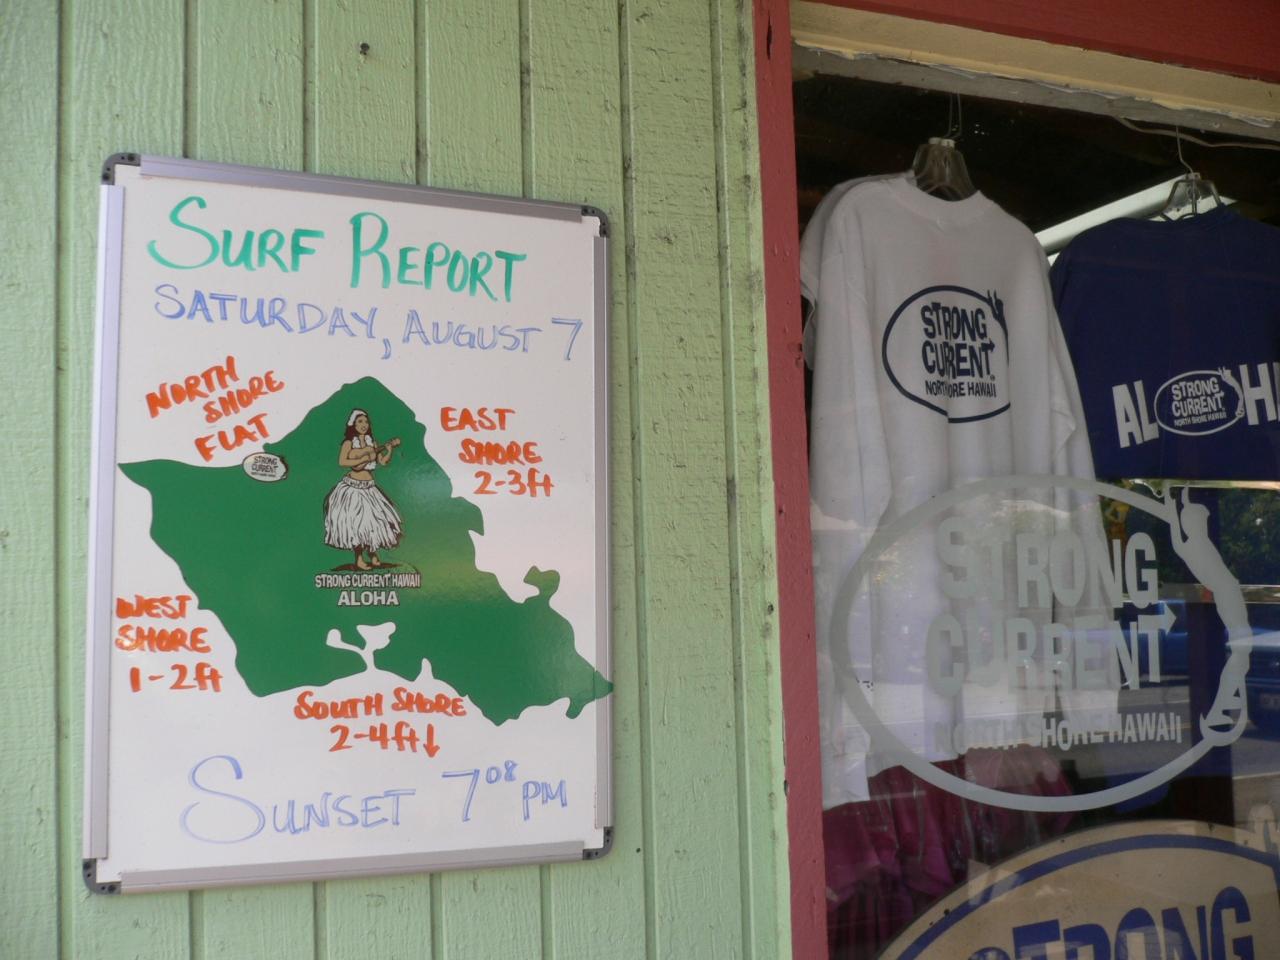 SURF REPORT
SATURDAY, AUGUST 7
NORTH
SHORE
FLAT
EAST
SHORE
2-3ft
STRONG
CURRENT
STRONG CURRENT HAWAII
ALOHA
WEST
SHORE
1-2ft
SOUTH SHORE
2-4ft↓
SUNSET 7 08 PM
STRONG
CURRENT
NORTH SHORE HAWAII
AL
STRONG
CURRENT
NORTH SHORE HAWAII
H
STRONG
CURRENT
NORTH SHORE HAWAII
STRONG